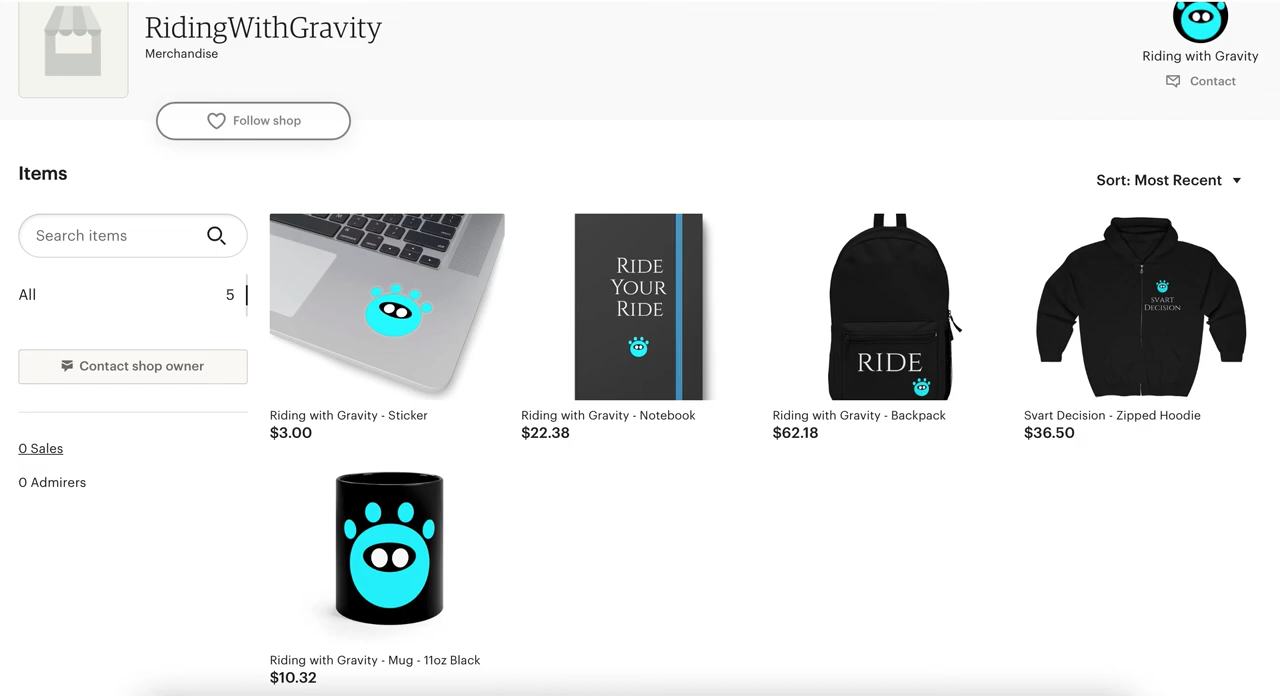 RidingWithGravity
Merchandise
Riding with Gravity
Contact
Follow shop
Items
Sort: Most Recent
Search items
All 5
Contact shop owner
0 Sales
0 Admirers
RIDE
YOUR
RIDE
RIDE
SVART
DECISION
Riding with Gravity - Sticker
$3.00
Riding with Gravity - Notebook
$22.38
Riding with Gravity - Backpack
$62.18
Svart Decision - Zipped Hoodie
$36.50
Riding with Gravity - Mug - 11oz Black
$10.32